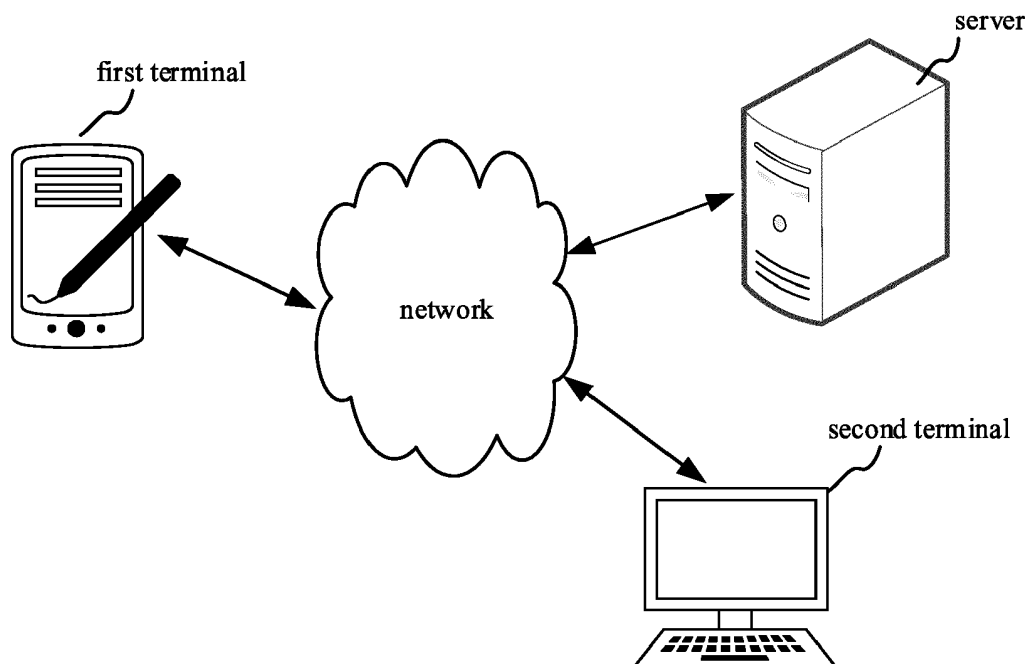 server
first terminal
network
second terminal